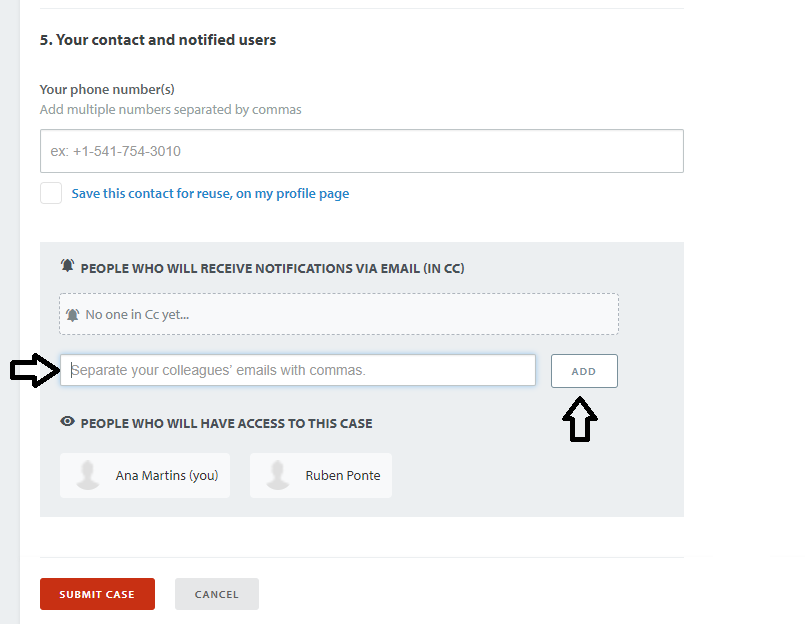 5. Your contact and notified users
Your phone number(s)
Add multiple numbers separated by commas
ex: +1-541-754-3010
Save this contact for reuse, on my profile page
PEOPLE WHO WILL RECEIVE NOTIFICATIONS VIA EMAIL (IN CC)
No one in Cc yet...
Separate your colleagues' emails with commas.
ADD
PEOPLE WHO WILL HAVE ACCESS TO THIS CASE
Ana Martins (you)
Ruben Ponte
SUBMIT CASE
CANCEL